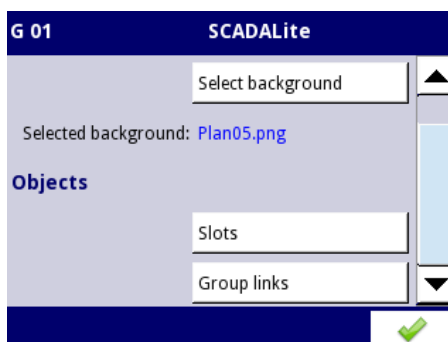 G 01 SCADALite
Select background
Selected background: Plan05.png
Objects
Slots
Group links